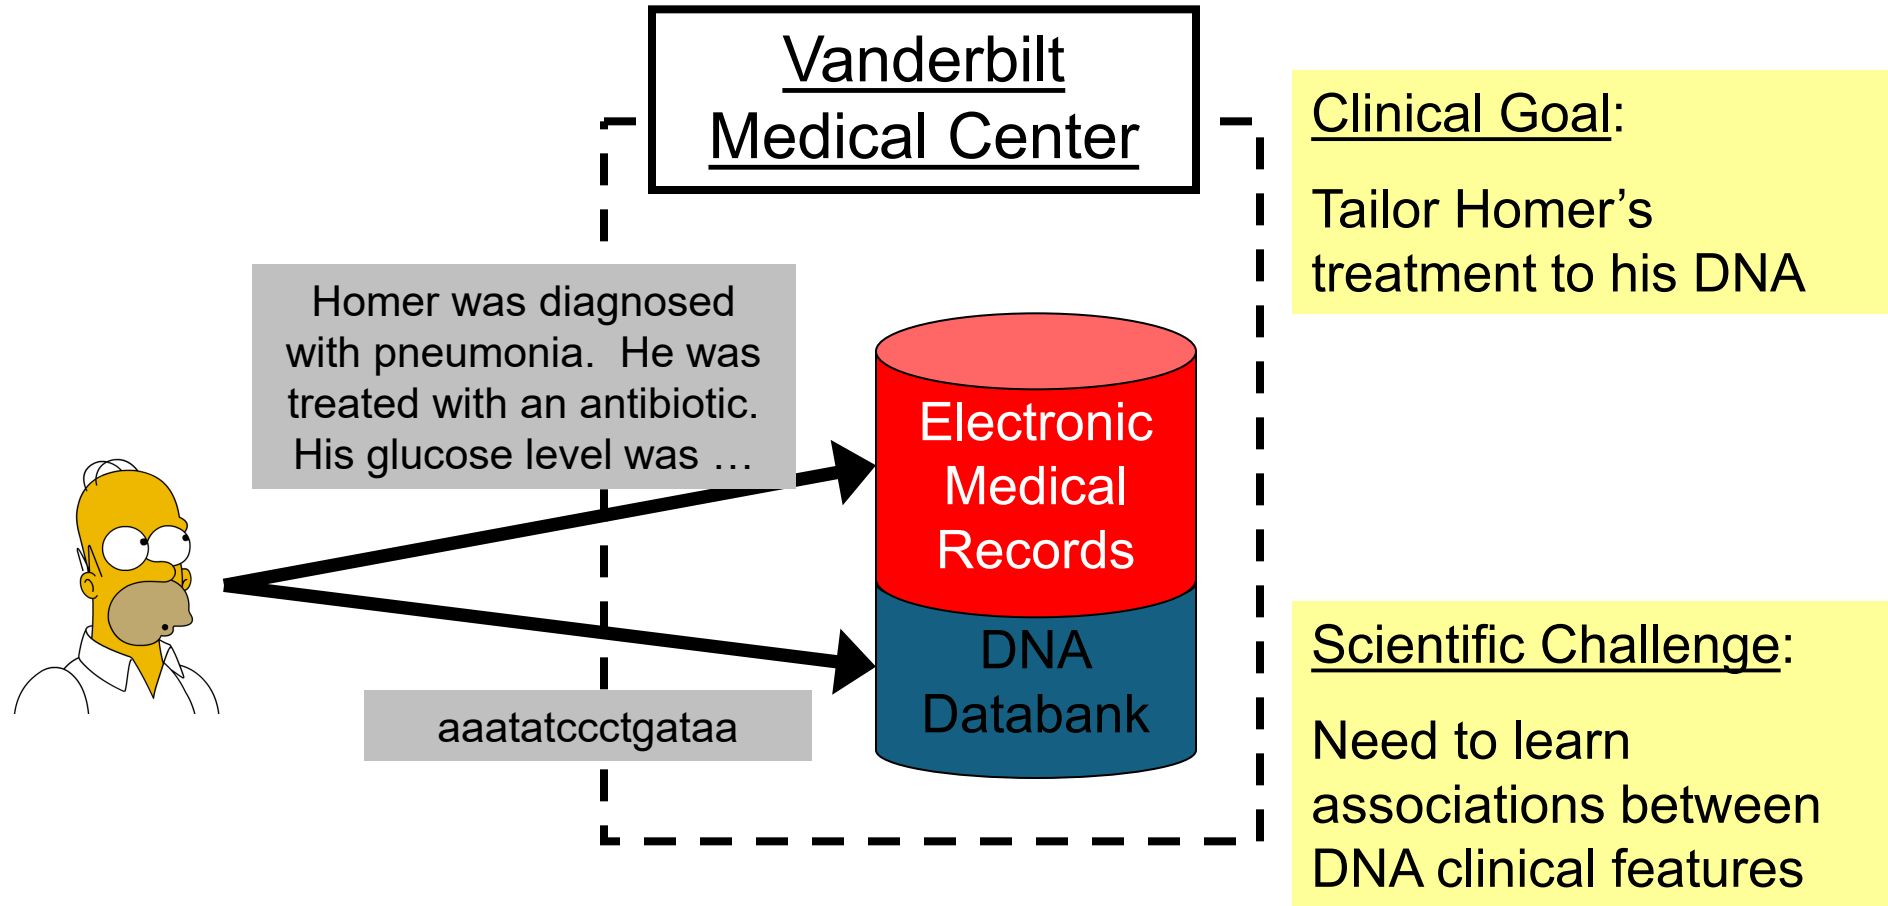 Vanderbilt
Medical Center
Clinical Goal:
Tailor Homer’s
treatment to his DNA
Homer was diagnosed
with pneumonia.  He was
treated with an antibiotic.
His glucose level was …
Electronic
Medical
Records
DNA
Databank
aaatatccctgataa
Scientific Challenge:
Need to learn
associations between
DNA clinical features